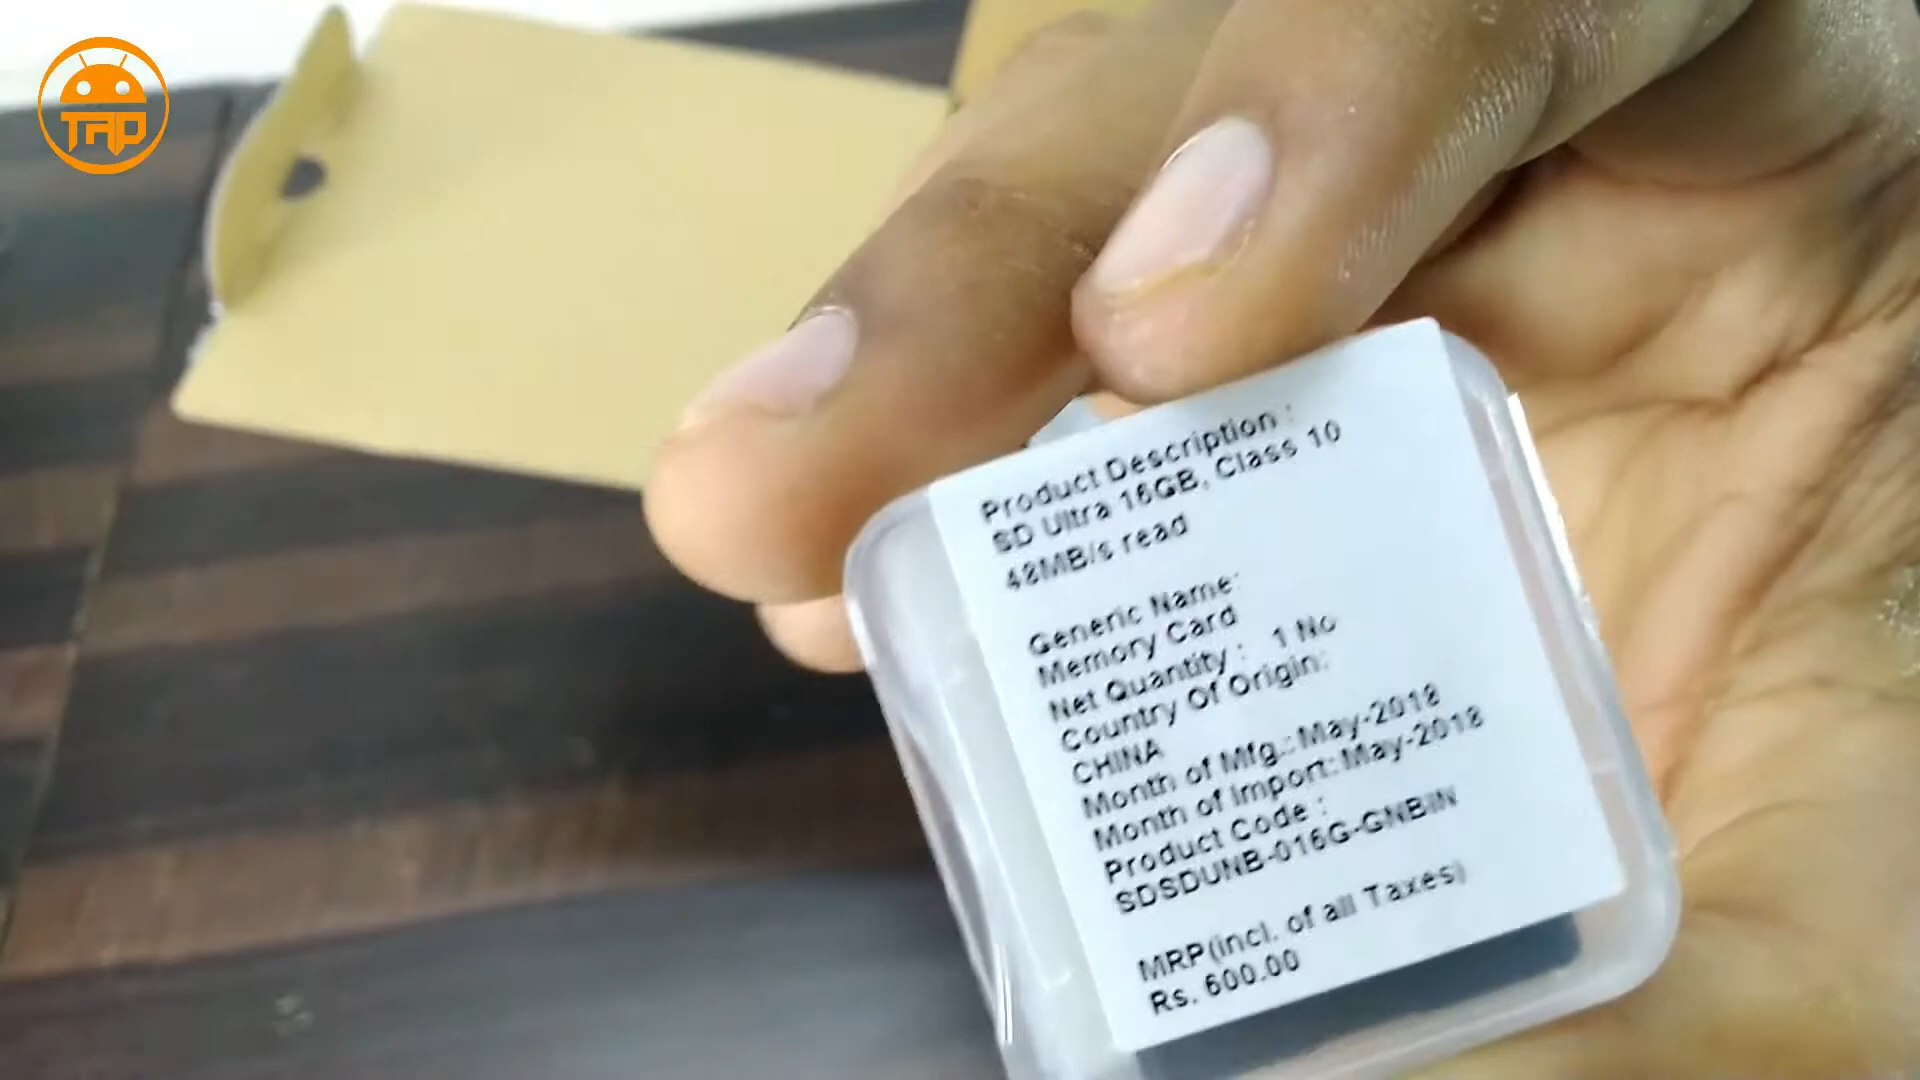 TAP
Product Description :
SD Ultra 16GB, Class 10
48MB/s read
Generic Name:
Memory Card
Net Quantity : 1 No
Country Of Origin:
CHINA
Month of Mfg.: May-2018
Month of Import: May-2018
Product Code :
SDSDUNB-016G-GNBIN
MRP(incl. of all Taxes)
Rs. 600.00